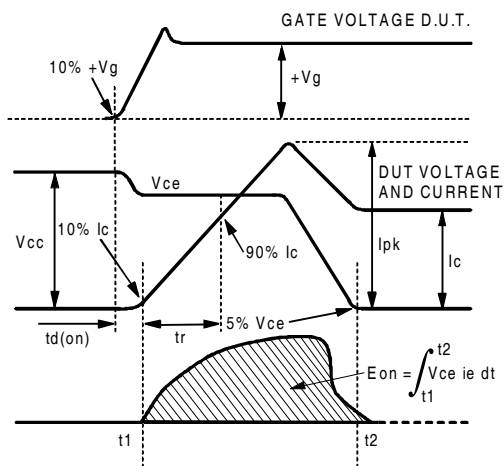 GATE VOLTAGE D.U.T.
10% +Vg
+Vg
Vce
DUT VOLTAGE
AND CURRENT
Vcc
10% Ic
90% Ic
Ipk
Ic
td(on)
tr
5% Vce
Eon = ∫ Vce ie dt
t2
t1
t1
t2